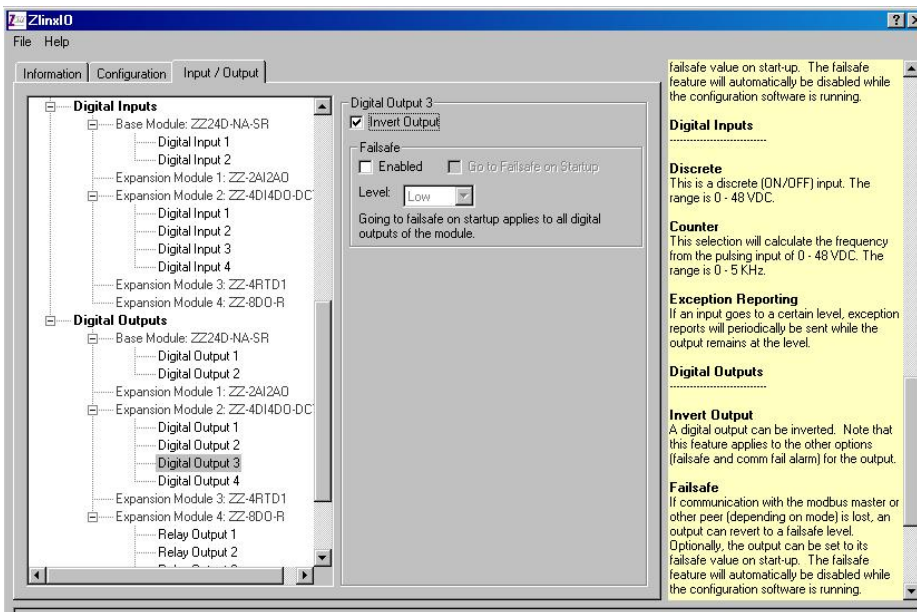 ZlinxIO
File Help
Information Configuration Input / Output
Digital Inputs
Base Module: ZZ24D-NA-SR
Digital Input 1
Digital Input 2
Expansion Module 1: ZZ-2AI2AO
Expansion Module 2: ZZ-4DI4DO-DC
Digital Input 1
Digital Input 2
Digital Input 3
Digital Input 4
Expansion Module 3: ZZ-4RTD1
Expansion Module 4: ZZ-8DO-R
Digital Outputs
Base Module: ZZ24D-NA-SR
Digital Output 1
Digital Output 2
Expansion Module 1: ZZ-2AI2AO
Expansion Module 2: ZZ-4DI4DO-DC
Digital Output 1
Digital Output 2
Digital Output 3
Digital Output 4
Expansion Module 3: ZZ-4RTD1
Expansion Module 4: ZZ-8DO-R
Relay Output 1
Relay Output 2
Digital Output 3
Invert Output
Failsafe
Enabled Go to Failsafe on Startup
Level: Low
Going to failsafe on startup applies to all digital
outputs of the module.
failsafe value on start-up. The failsafe
feature will automatically be disabled while
the configuration software is running.
Digital Inputs
----------------------------
Discrete
This is a discrete (ON/OFF) input. The
range is 0 - 48 VDC.
Counter
This selection will calculate the frequency
from the pulsing input of 0 - 48 VDC. The
range is 0 - 5 KHz.
Exception Reporting
If an input goes to a certain level, exception
reports will periodically be sent while the
output remains at the level.
Digital Outputs
----------------------------
Invert Output
A digital output can be inverted. Note that
this feature applies to the other options
(failsafe and comm fail alarm) for the output.
Failsafe
If communication with the modbus master or
other peer (depending on mode) is lost, an
output can revert to a failsafe level.
Optionally, the output can be set to its
failsafe value on start-up. The failsafe
feature will automatically be disabled while
the configuration software is running.